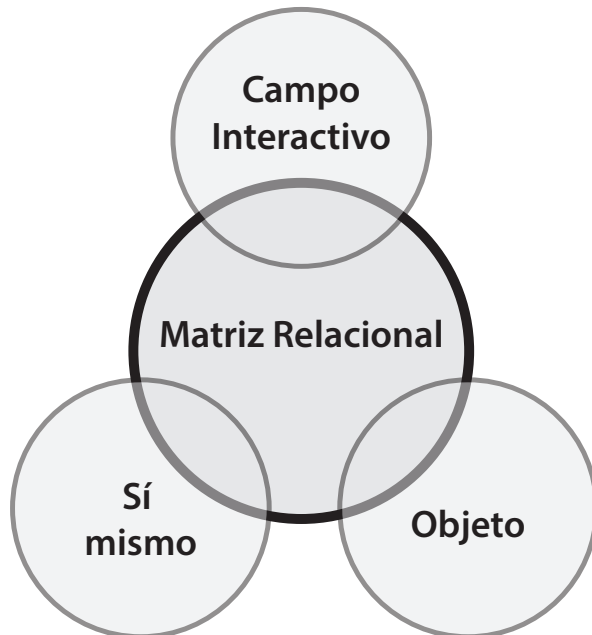 Campo
Interactivo
Matriz Relacional
Sí
mismo
Objeto